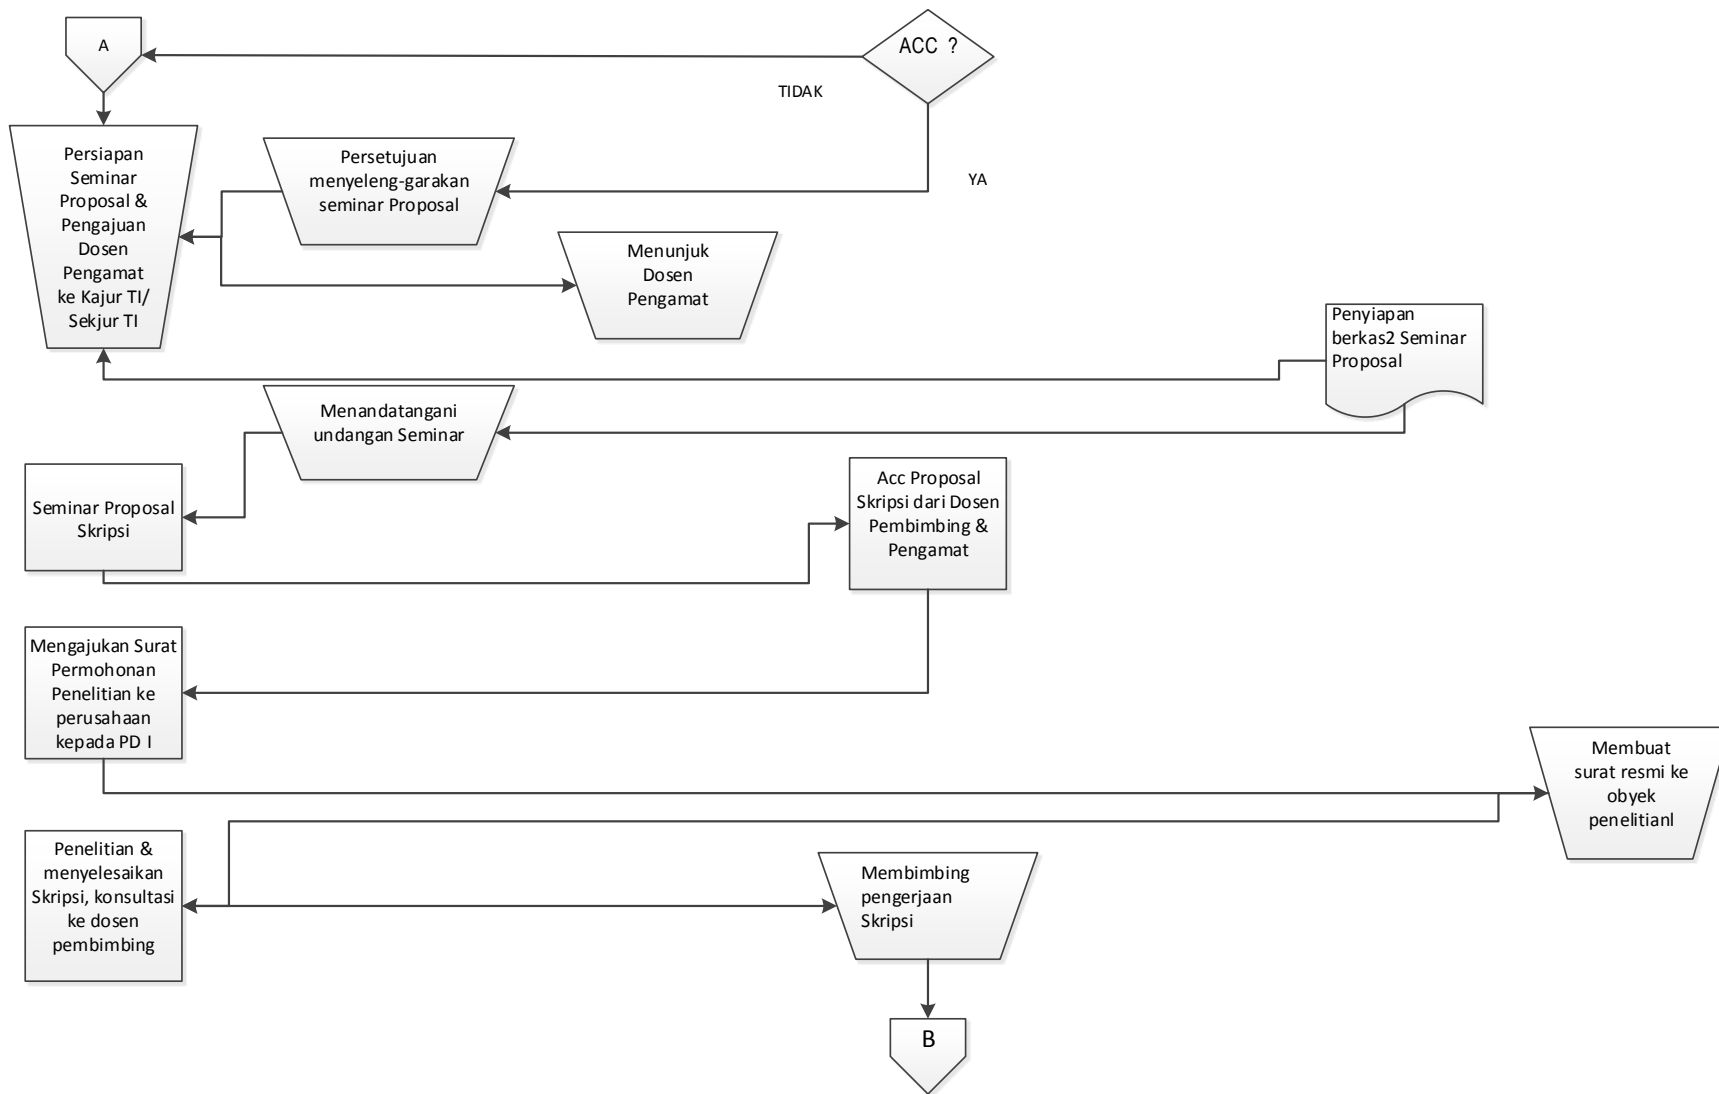 A
ACC ?
TIDAK
YA
Persiapan
Seminar
Proposal &
Pengajuan
Dosen
Pengamat
ke Kajur TI/
Sekjur TI
Persetujuan
menyeleng-garakan
seminar Proposal
Menunjuk
Dosen
Pengamat
Penyiapan
berkas2 Seminar
Proposal
Menandatangani
undangan Seminar
Seminar Proposal
Skripsi
Acc Proposal
Skripsi dari Dosen
Pembimbing &
Pengamat
Mengajukan Surat
Permohonan
Penelitian ke
perusahaan
kepada PD I
Membuat
surat resmi ke
obyek
penelitianl
Penelitian &
menyelesaikan
Skripsi, konsultasi
ke dosen
pembimbing
Membimbing
pengerjaan
Skripsi
B